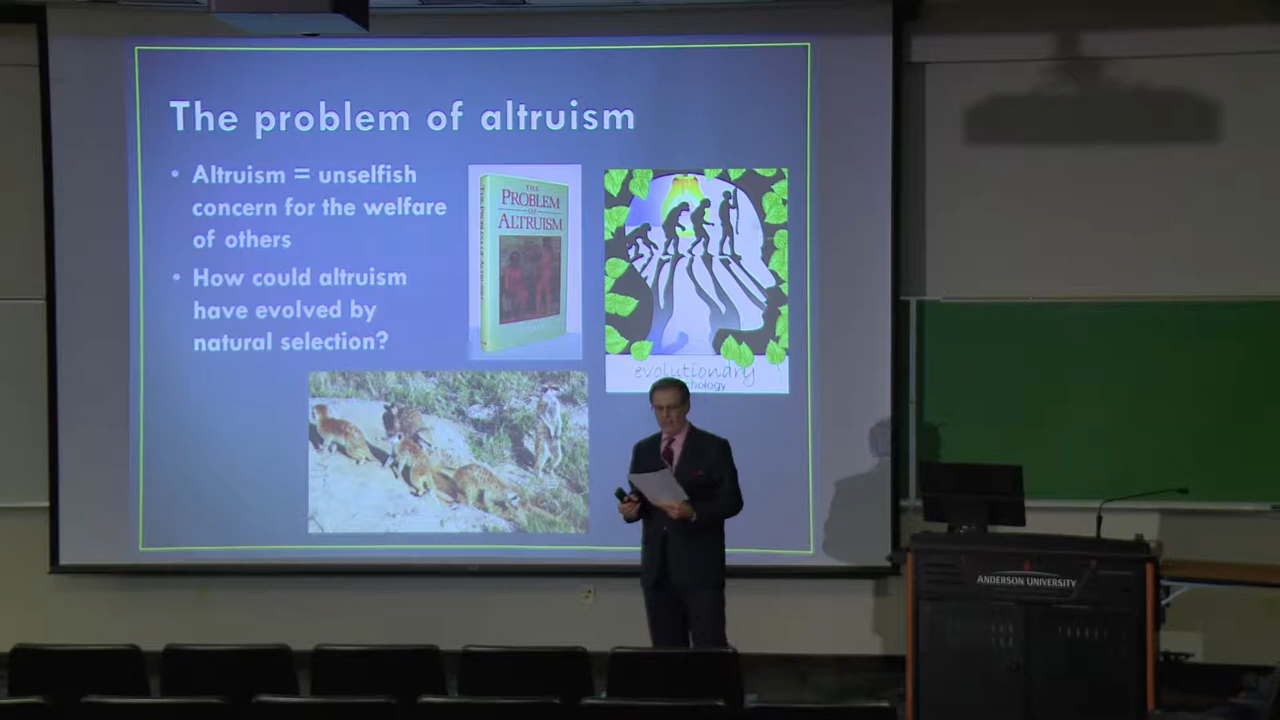 The problem of altruism
• Altruism = unselfish
concern for the welfare
of others
• How could altruism
have evolved by
natural selection?
THE
PROBLEM
OF
ALTRUISM
evolutionary
ANDERSON UNIVERSITY